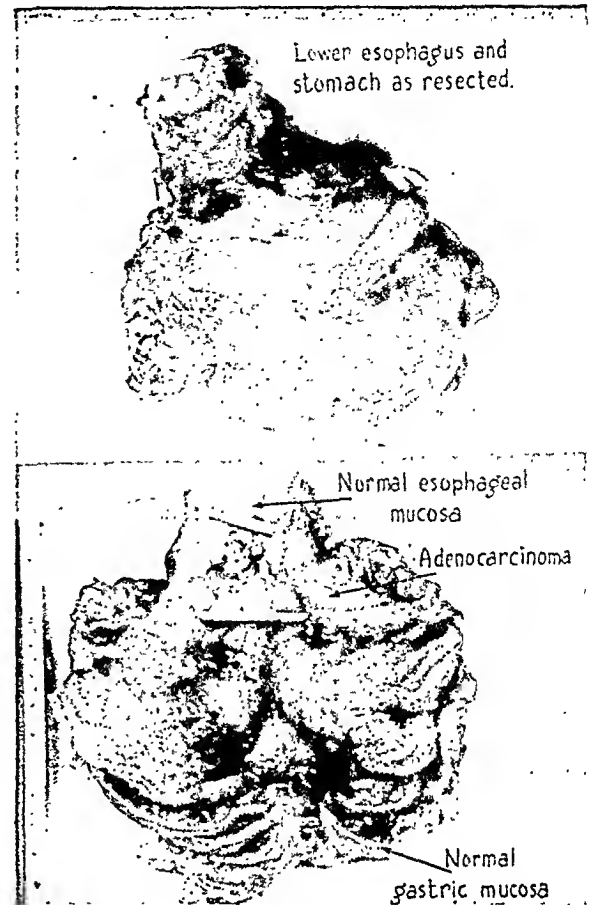 Lower esophagus and
stomach as resected.
Normal esophageal
mucosa
Adenocarcinoma
Normal
gastric mucosa